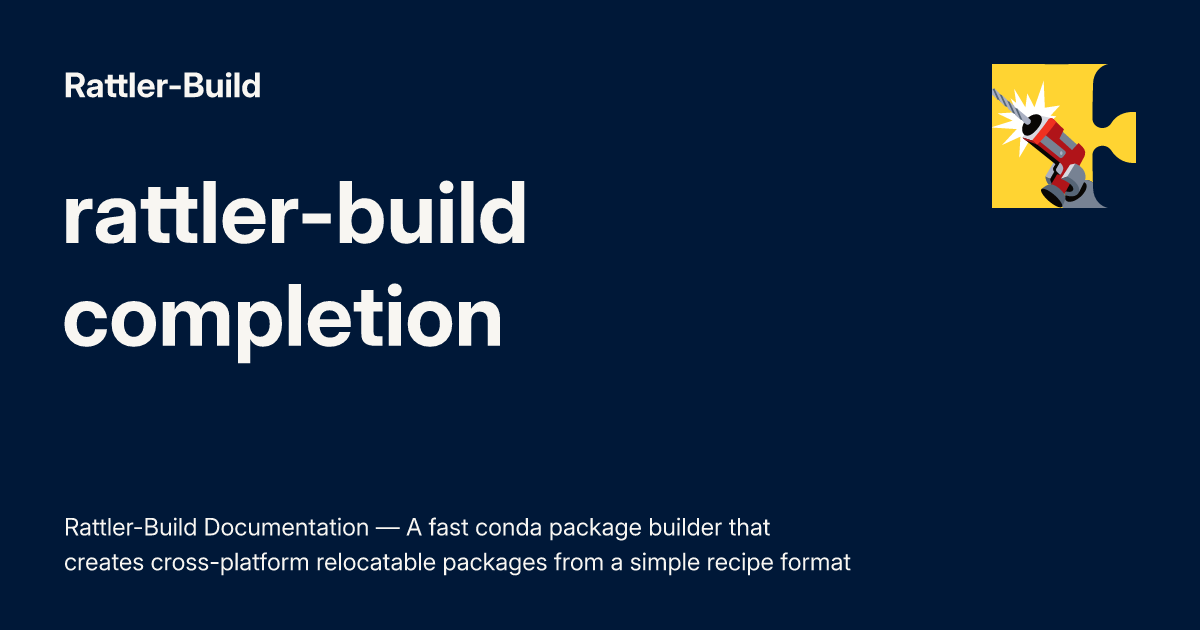 Rattler-Build
rattler-build
completion
Rattler-Build Documentation — A fast conda package builder that
creates cross-platform relocatable packages from a simple recipe format